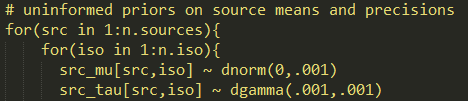 # uninformed priors on source means and precisions
for(src in 1:n.sources){
for(iso in 1:n.iso){
src_mu[src,iso] ~ dnorm(0,.001)
src_tau[src,iso] ~ dgamma(.001,.001)